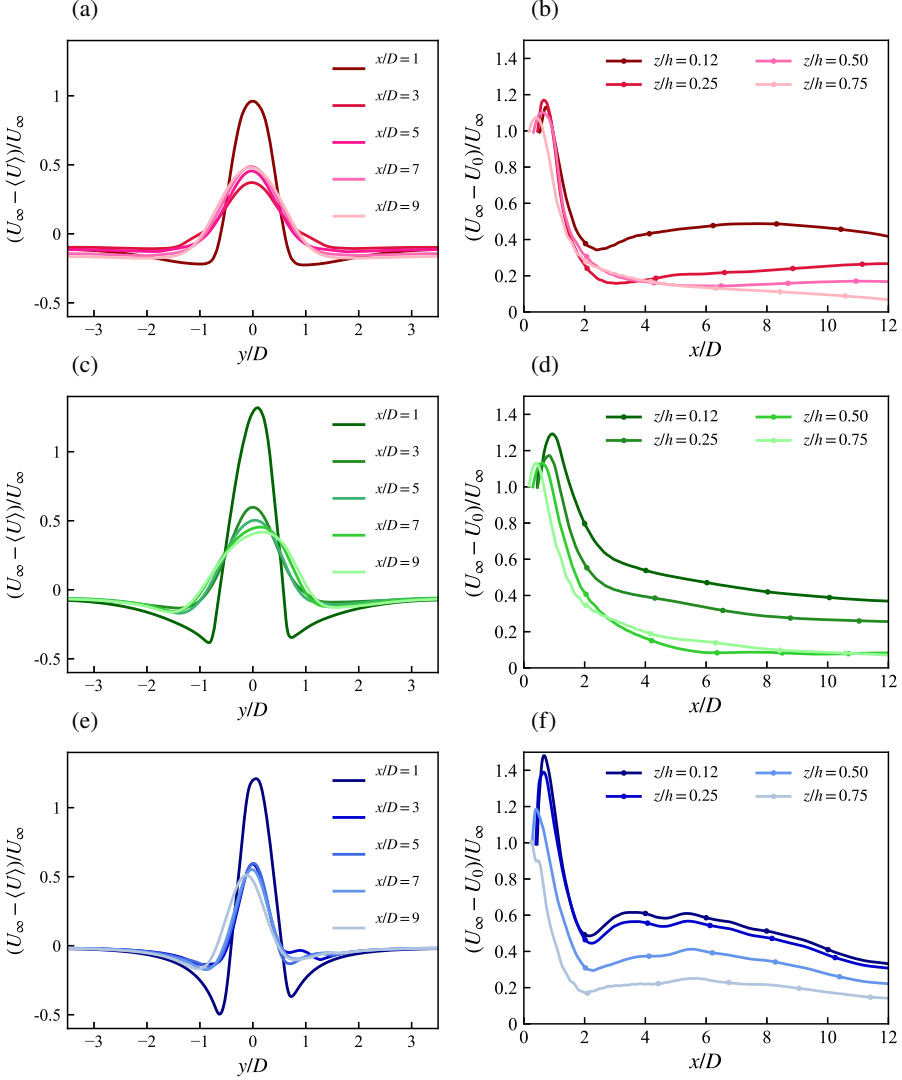 (a)
(U∞ − ⟨U⟩)/U∞
1
0.5
0
-0.5
−3 −2 −1 0 1 2 3
y/D
x/D = 1
x/D = 3
x/D = 5
x/D = 7
x/D = 9
(b)
(U∞ − U0)/U∞
1.4
1.2
1.0
0.8
0.6
0.4
0.2
0
0 2 4 6 8 10 12
x/D
z/h = 0.12 z/h = 0.50
z/h = 0.25 z/h = 0.75
(c)
(U∞ − ⟨U⟩)/U∞
1
0.5
0
-0.5
−3 −2 −1 0 1 2 3
y/D
x/D = 1
x/D = 3
x/D = 5
x/D = 7
x/D = 9
(d)
(U∞ − U0)/U∞
1.4
1.2
1.0
0.8
0.6
0.4
0.2
0
0 2 4 6 8 10 12
x/D
z/h = 0.12 z/h = 0.50
z/h = 0.25 z/h = 0.75
(e)
(U∞ − ⟨U⟩)/U∞
1
0.5
0
-0.5
−3 −2 −1 0 1 2 3
y/D
x/D = 1
x/D = 3
x/D = 5
x/D = 7
x/D = 9
(f)
(U∞ − U0)/U∞
1.4
1.2
1.0
0.8
0.6
0.4
0.2
0
0 2 4 6 8 10 12
x/D
z/h = 0.12 z/h = 0.50
z/h = 0.25 z/h = 0.75